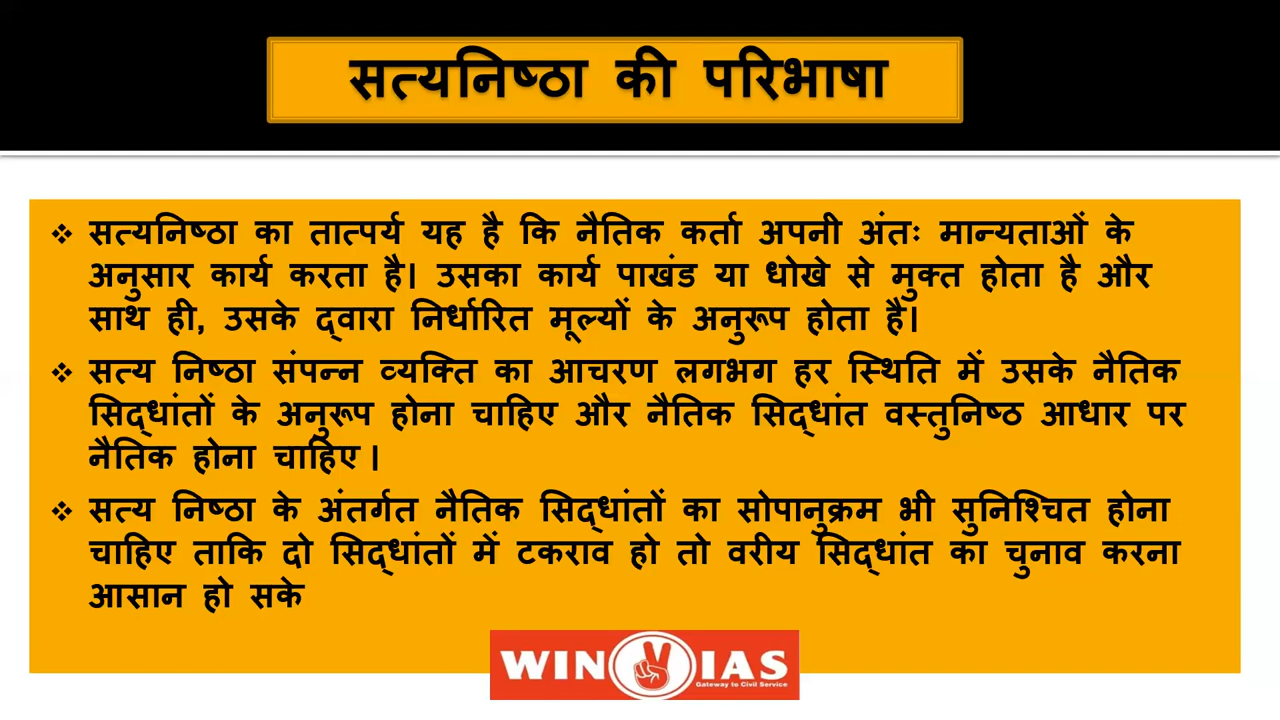 सत्यनिष्ठा की परिभाषा
❖ सत्यनिष्ठा का तात्पर्य यह है कि नैतिक कर्ता अपनी अंतः मान्यताओं के
अनुसार कार्य करता है। उसका कार्य पाखंड या धोखे से मुक्त होता है और
साथ ही, उसके द्वारा निर्धारित मूल्यों के अनुरूप होता है।
❖ सत्य निष्ठा संपन्न व्यक्ति का आचरण लगभग हर स्थिति में उसके नैतिक
सिद्धांतों के अनुरूप होना चाहिए और नैतिक सिद्धांत वस्तुनिष्ठ आधार पर
नैतिक होना चाहिए ।
❖ सत्य निष्ठा के अंतर्गत नैतिक सिद्धांतों का सोपानुक्रम भी सुनिश्चित होना
चाहिए ताकि दो सिद्धांतों में टकराव हो तो वरीय सिद्धांत का चुनाव करना
आसान हो सके
WIN IAS
Gateway to Civil Service